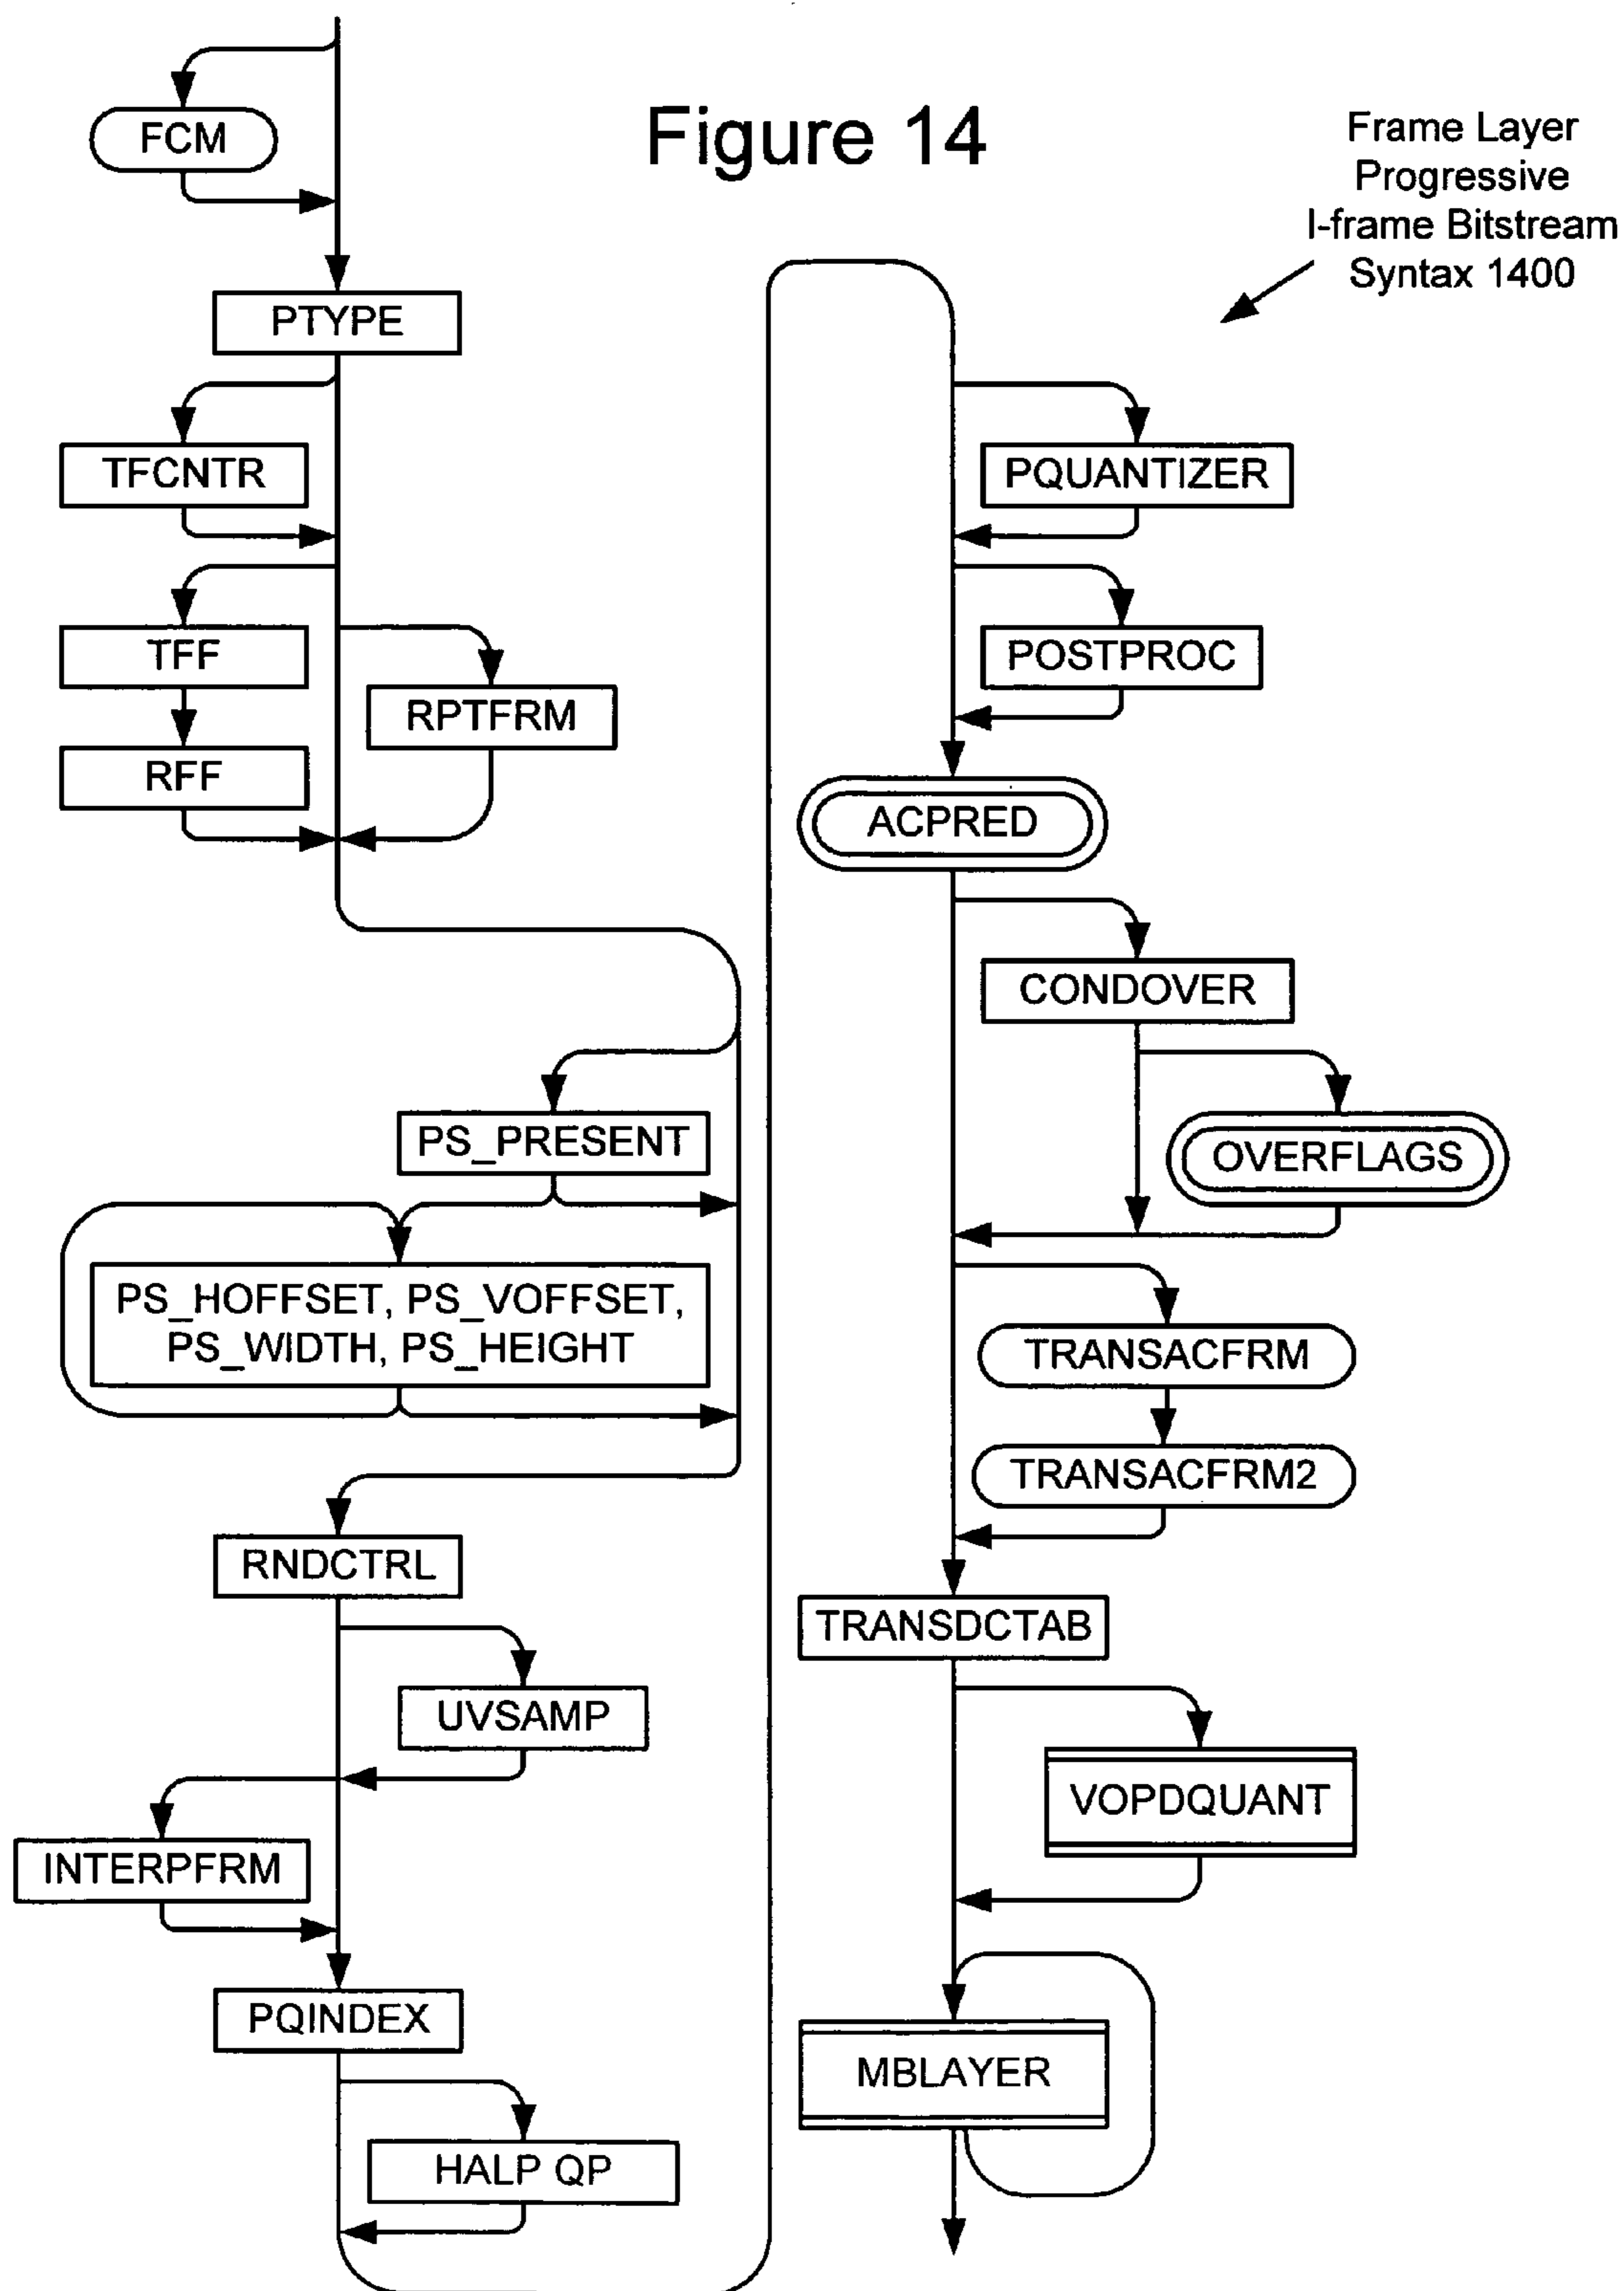 Figure 14
Frame Layer
Progressive
I-frame Bitstream
Syntax 1400
FCM
PTYPE
TFCNTR
TFF
RPTFRM
RFF
PS_PRESENT
PS_HOFFSET, PS_VOFFSET,
PS_WIDTH, PS_HEIGHT
RNDCTRL
UVSAMP
INTERPFRM
PQINDEX
HALP QP
PQUANTIZER
POSTPROC
ACPRED
CONDOVER
OVERFLAGS
TRANSACFRM
TRANSACFRM2
TRANSDCTAB
VOPDQUANT
MBLAYER